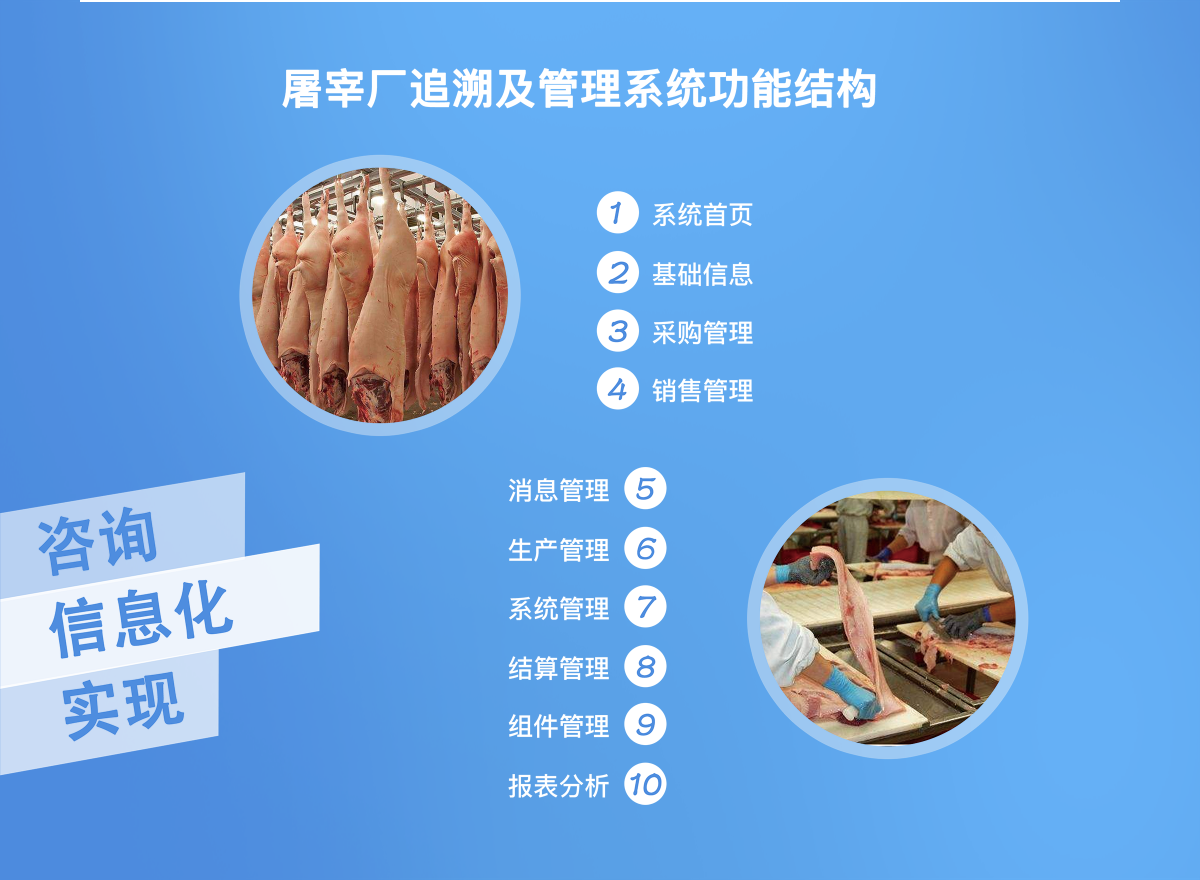 屠宰厂追溯及管理系统功能结构
1 系统首页
2 基础信息
3 采购管理
4 销售管理
消息管理 5
生产管理 6
系统管理 7
结算管理 8
组件管理 9
报表分析 10
咨询
信息化
实现